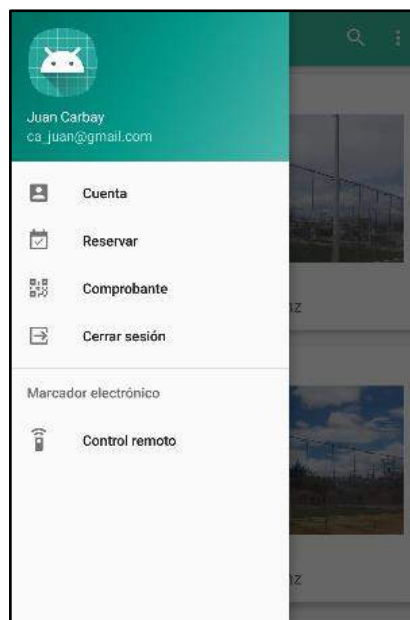 Juan Carbay
ca_juan@gmail.com
Cuenta
Reservar
Comprobante
Cerrar sesión
Marcador electrónico
Control remoto